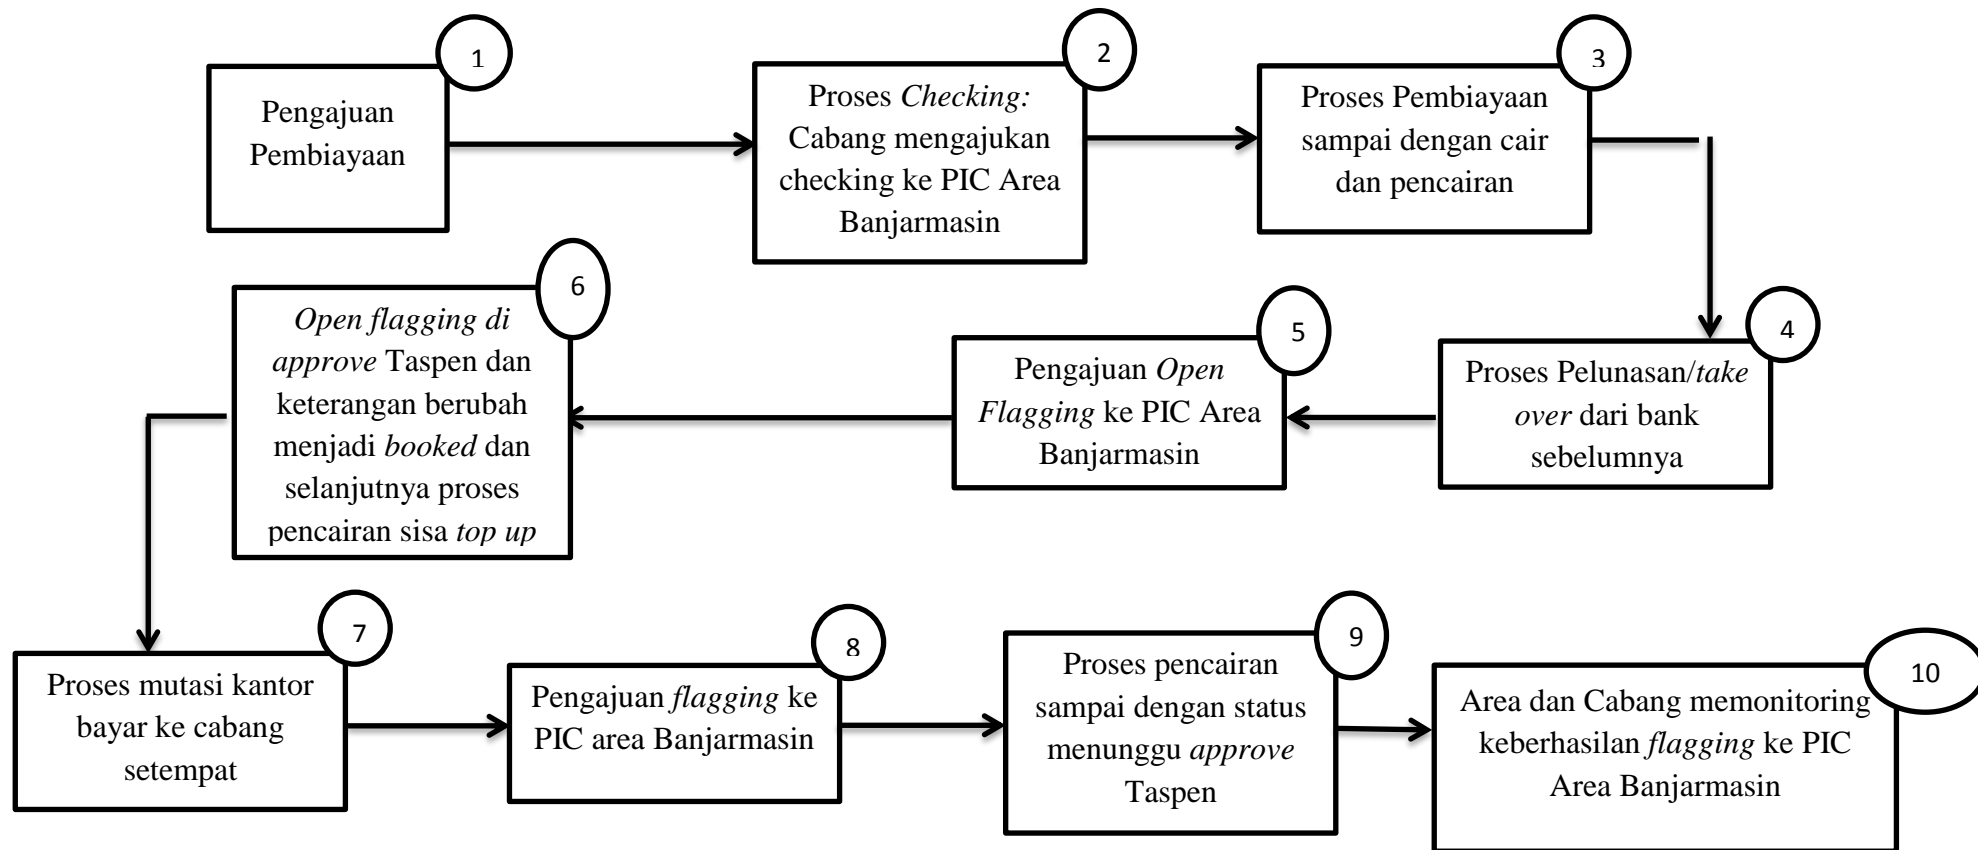 1
Pengajuan
Pembiayaan
2
Proses Checking:
Cabang mengajukan
checking ke PIC Area
Banjarmasin
3
Proses Pembiayaan
sampai dengan cair
dan pencairan
4
Proses Pelunasan/take
over dari bank
sebelumnya
5
Pengajuan Open
Flagging ke PIC Area
Banjarmasin
6
Open flagging di
approve Taspen dan
keterangan berubah
menjadi booked dan
selanjutnya proses
pencairan sisa top up
7
Proses mutasi kantor
bayar ke cabang
setempat
8
Pengajuan flagging ke
PIC area Banjarmasin
9
Proses pencairan
sampai dengan status
menunggu approve
Taspen
10
Area dan Cabang memonitoring
keberhasilan flagging ke PIC
Area Banjarmasin